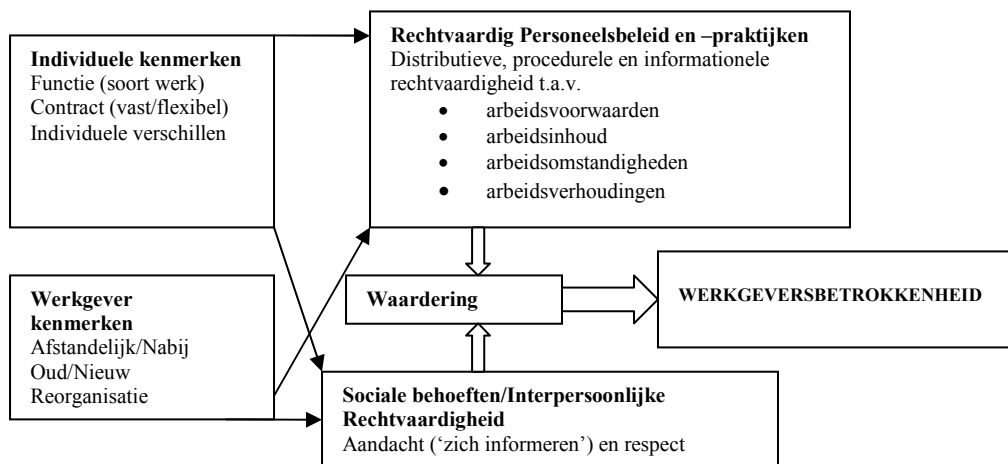 Individuele kenmerken
Functie (soort werk)
Contract (vast/flexibel)
Individuele verschillen
Rechtvaardig Personeelsbeleid en –praktijken
Distributieve, procedurele en informationele
rechtvaardigheid t.a.v.
• arbeidsvoorwaarden
• arbeidsinhoud
• arbeidsomstandigheden
• arbeidsverhoudingen
Werkgever
kenmerken
Afstandelijk/Nabij
Oud/Nieuw
Reorganisatie
Waardering
WERKGEVERSBETROKKENHEID
Sociale behoeften/Interpersoonlijke
Rechtvaardigheid
Aandacht (‘zich informeren’) en respect